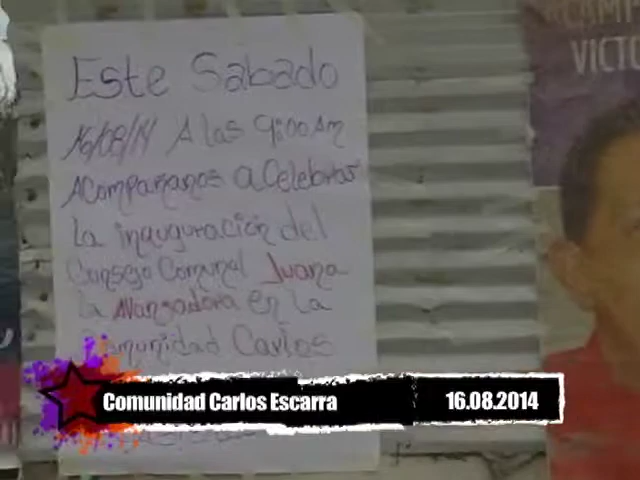 Este Sabado
16/08/14 A las 9:00 Am
Acompañanos a Celebrar
La inauguración del
Consejo Comunal Juana
la Avanzadora en la
Comunidad Carlos
Comunidad Carlos Escarra
16.08.2014
VICTO